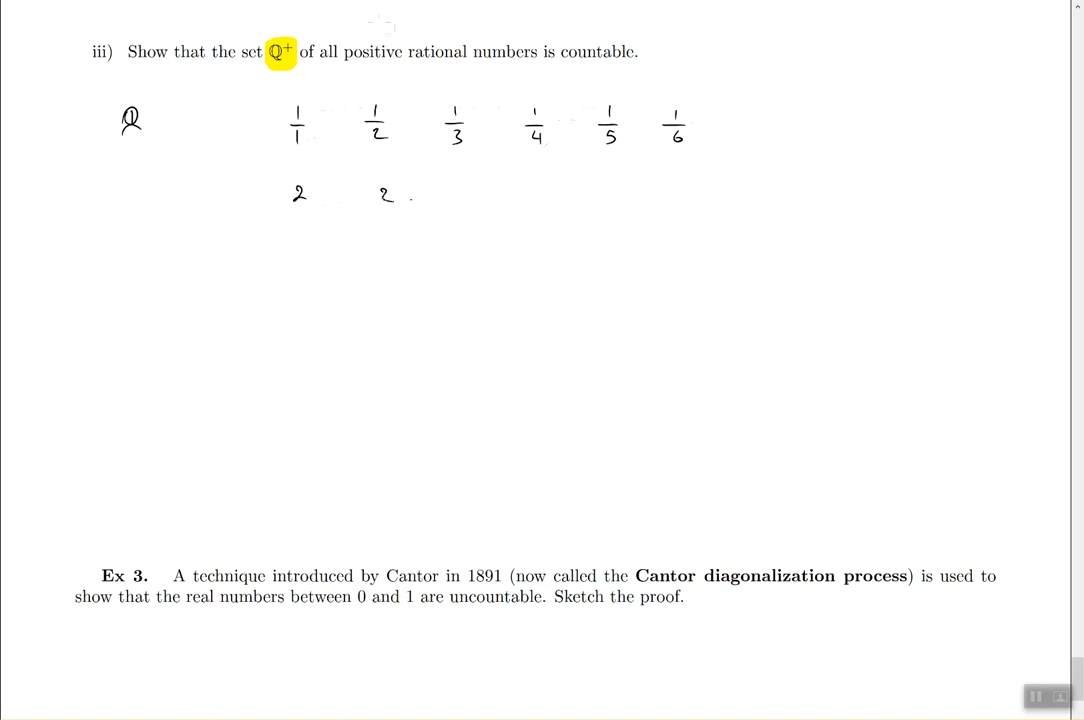 iii) Show that the set ℚ⁺ of all positive rational numbers is countable.
ℚ 1/1 1/2 1/3 1/4 1/5 1/6
2 2
Ex 3. A technique introduced by Cantor in 1891 (now called the Cantor diagonalization process) is used to
show that the real numbers between 0 and 1 are uncountable. Sketch the proof.